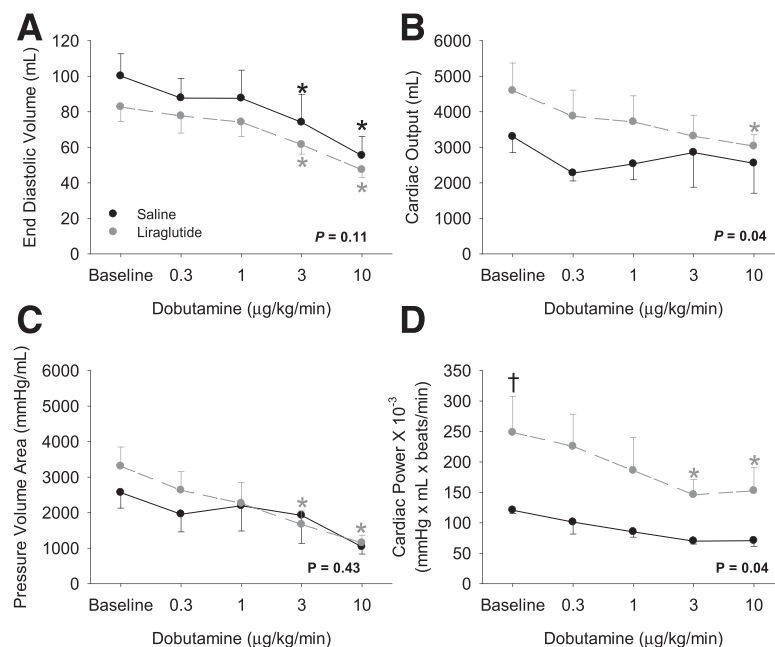 A
End Diastolic Volume (mL)
120
100
80
60
40
20
0
*
*
*
*
Saline
Liraglutide
P = 0.11
Baseline 0.3 1 3 10
Dobutamine (μg/kg/min)
B
Cardiac Output (mL)
6000
5000
4000
3000
2000
1000
0
*
P = 0.04
Baseline 0.3 1 3 10
Dobutamine (μg/kg/min)
C
Pressure Volume Area (mmHg/mL)
6000
5000
4000
3000
2000
1000
0
*
*
P = 0.43
Baseline 0.3 1 3 10
Dobutamine (μg/kg/min)
D
Cardiac Power X 10⁻³
(mmHg x mL x beats/min)
350
300
250
200
150
100
50
0
†
*
*
P = 0.04
Baseline 0.3 1 3 10
Dobutamine (μg/kg/min)